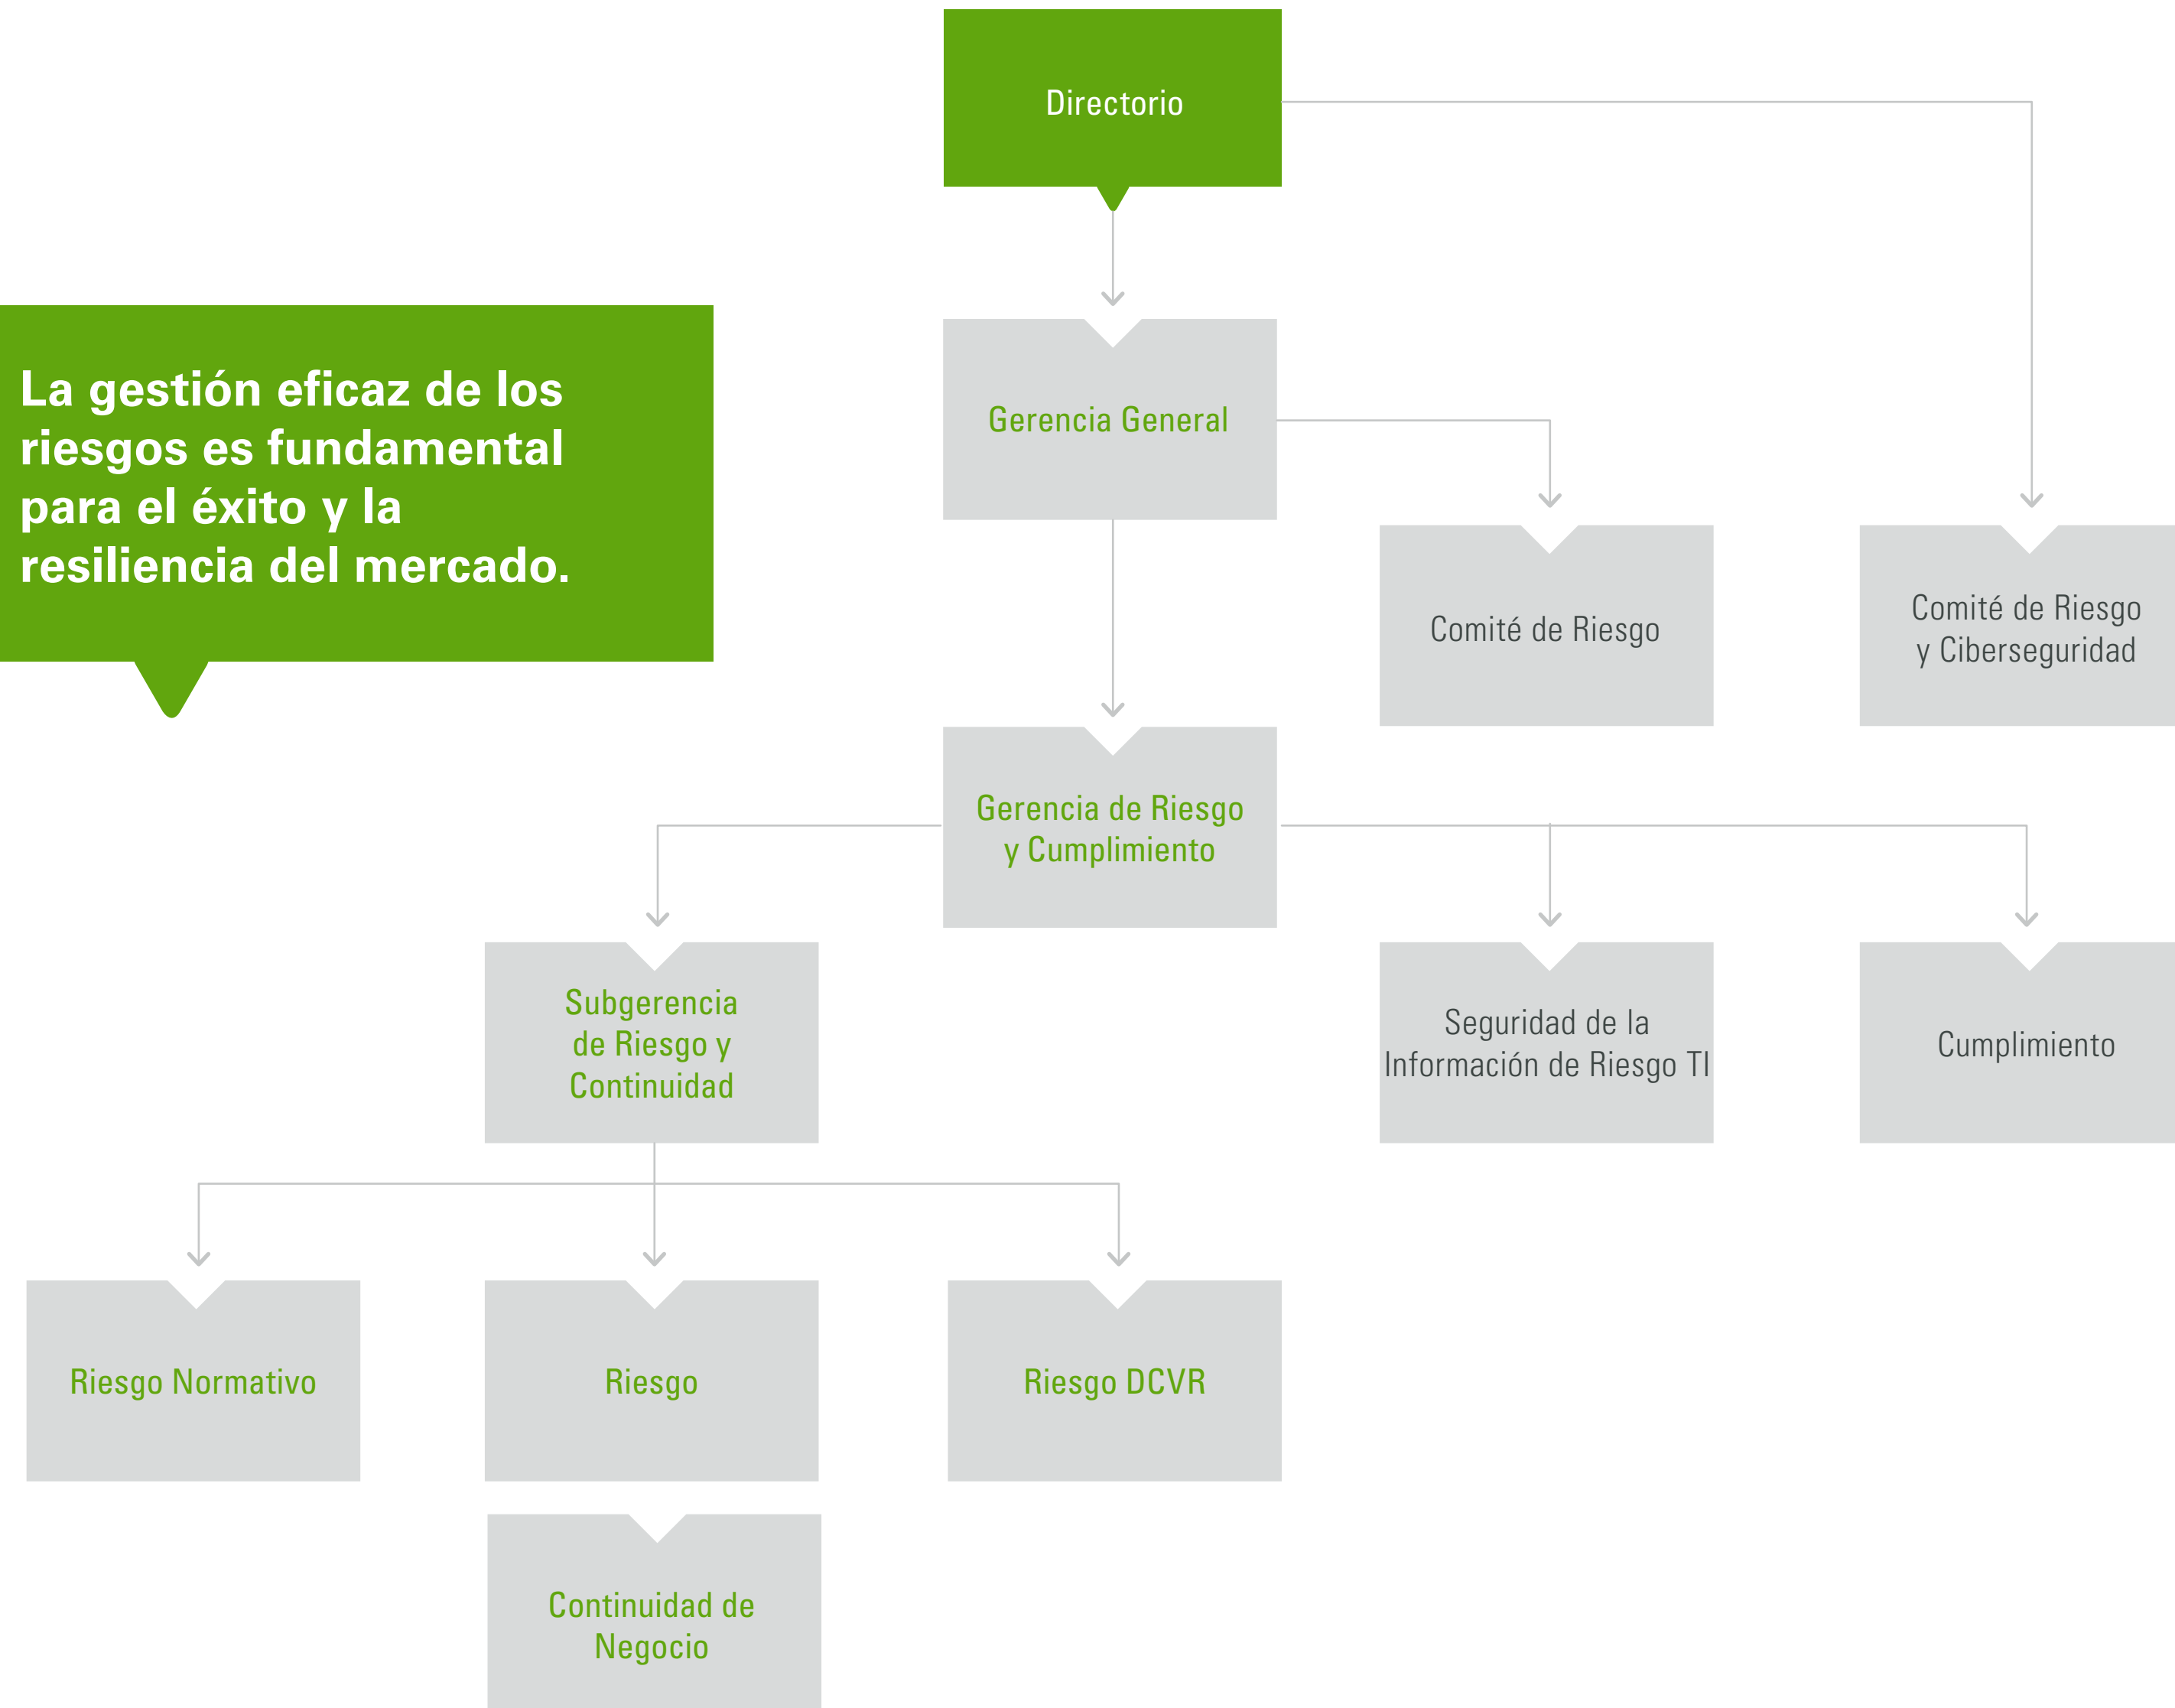 Directorio
La gestión eficaz de los
riesgos es fundamental
para el éxito y la
resiliencia del mercado.
Gerencia General
Comité de Riesgo
Comité de Riesgo
y Ciberseguridad
Gerencia de Riesgo
y Cumplimiento
Subgerencia
de Riesgo y
Continuidad
Seguridad de la
Información de Riesgo TI
Cumplimiento
Riesgo Normativo
Riesgo
Riesgo DCVR
Continuidad de
Negocio